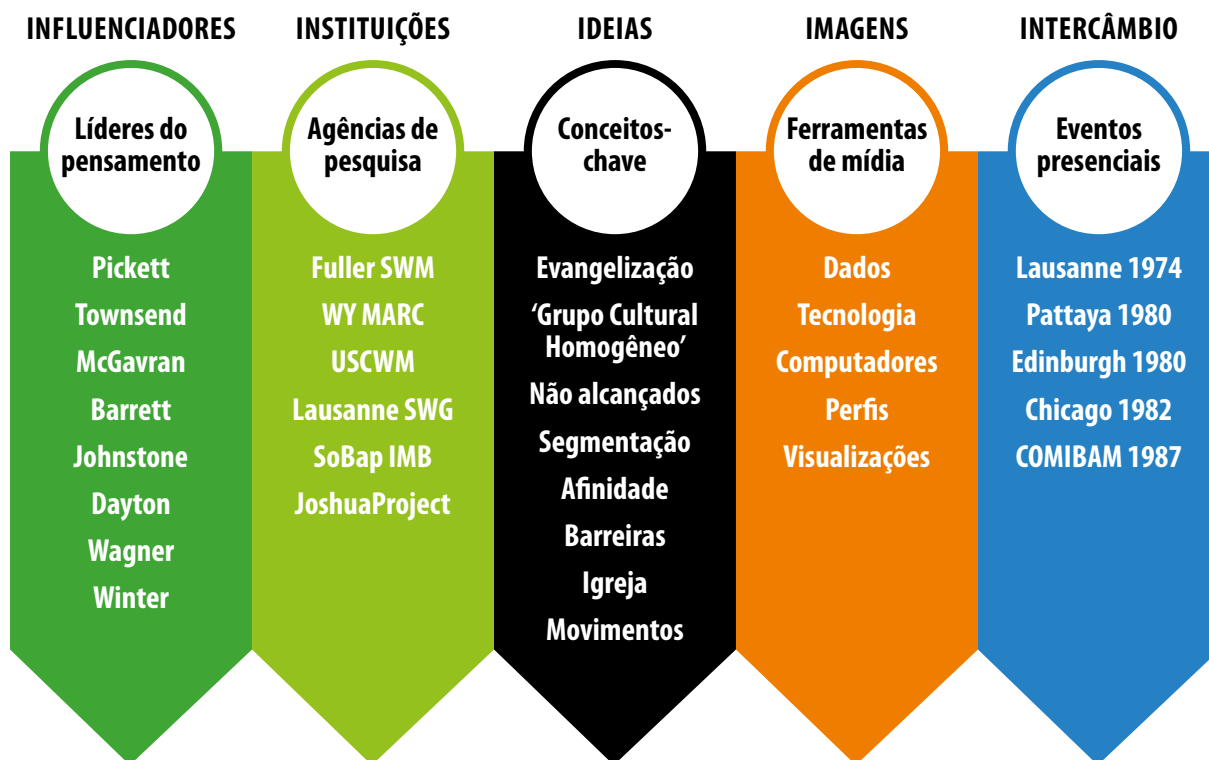 INFLUENCIADORES
Líderes do
pensamento
Pickett
Townsend
McGavran
Barrett
Johnstone
Dayton
Wagner
Winter
INSTITUIÇÕES
Agências de
pesquisa
Fuller SWM
WY MARC
USCWM
Lausanne SWG
SoBap IMB
JoshuaProject
IDEIAS
Conceitos-
chave
Evangelização
‘Grupo Cultural
Homogêneo’
Não alcançados
Segmentação
Afinidade
Barreiras
Igreja
Movimentos
IMAGENS
Ferramentas
de mídia
Dados
Tecnologia
Computadores
Perfis
Visualizações
INTERCÂMBIO
Eventos
presenciais
Lausanne 1974
Pattaya 1980
Edinburgh 1980
Chicago 1982
COMIBAM 1987